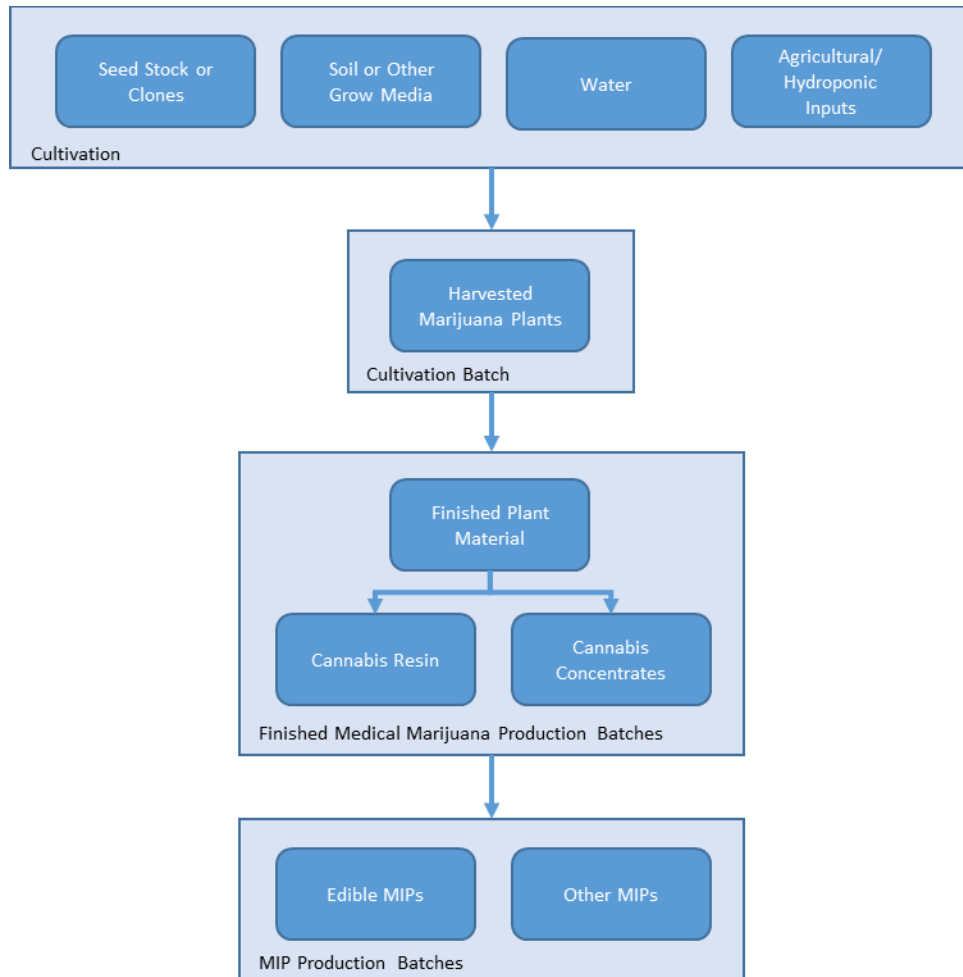 Seed Stock or
Clones
Soil or Other
Grow Media
Water
Agricultural/
Hydroponic
Inputs
Cultivation
Harvested
Marijuana Plants
Cultivation Batch
Finished Plant
Material
Cannabis Resin
Cannabis
Concentrates
Finished Medical Marijuana Production Batches
Edible MIPs
Other MIPs
MIP Production Batches